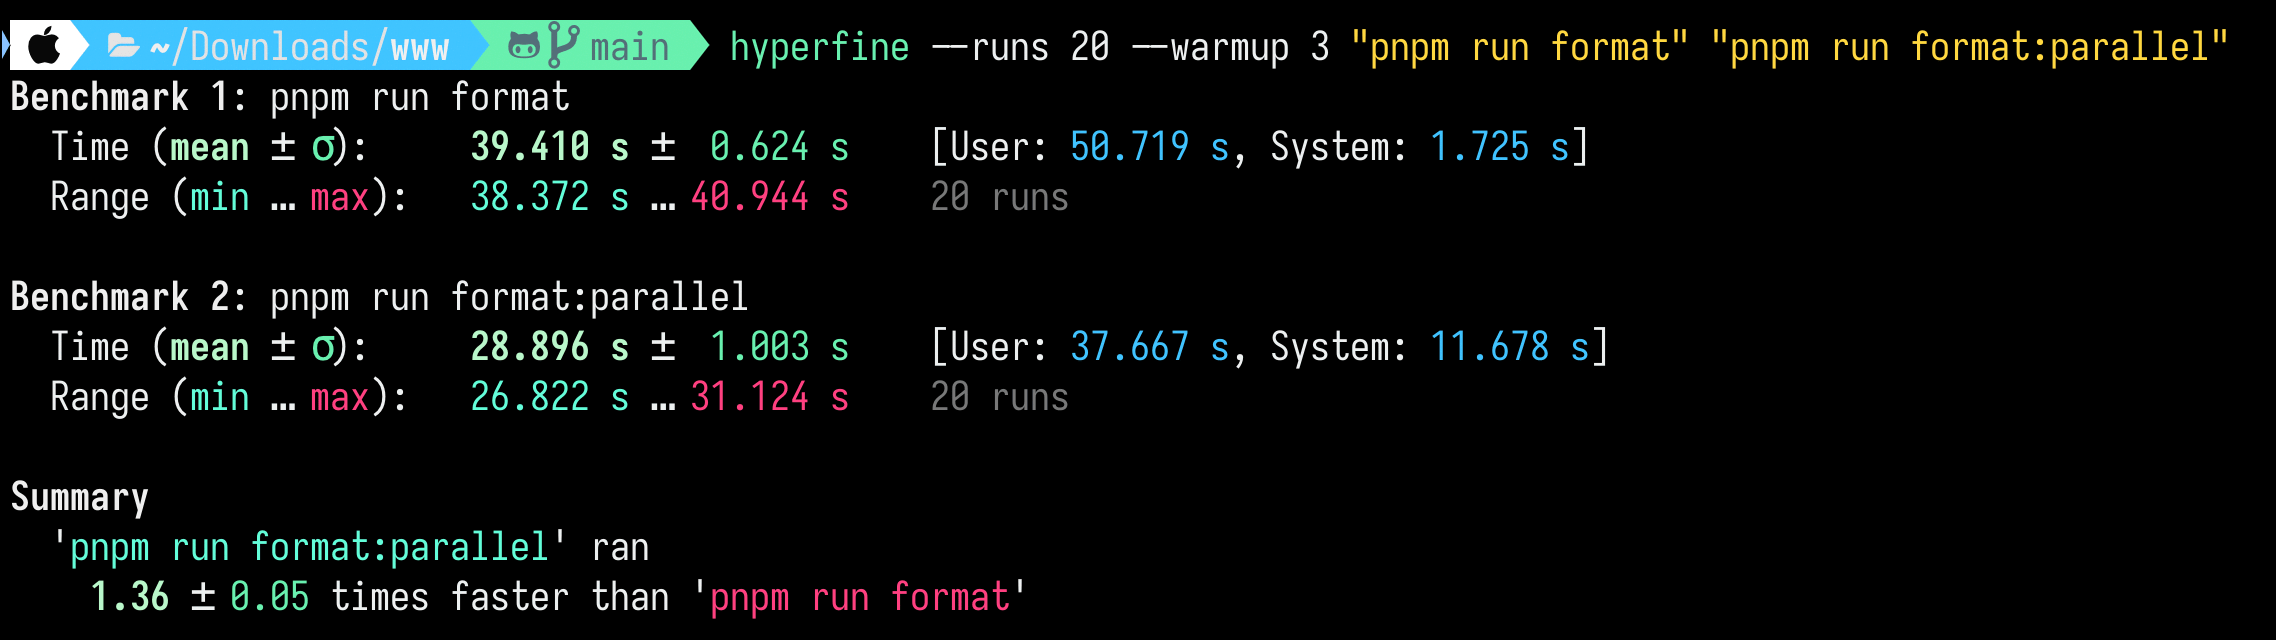 ~/Downloads/www main hyperfine --runs 20 --warmup 3 "pnpm run format" "pnpm run format:parallel"
Benchmark 1: pnpm run format
Time (mean ± σ): 39.410 s ± 0.624 s [User: 50.719 s, System: 1.725 s]
Range (min … max): 38.372 s … 40.944 s 20 runs
Benchmark 2: pnpm run format:parallel
Time (mean ± σ): 28.896 s ± 1.003 s [User: 37.667 s, System: 11.678 s]
Range (min … max): 26.822 s … 31.124 s 20 runs
Summary
'pnpm run format:parallel' ran
1.36 ± 0.05 times faster than 'pnpm run format'